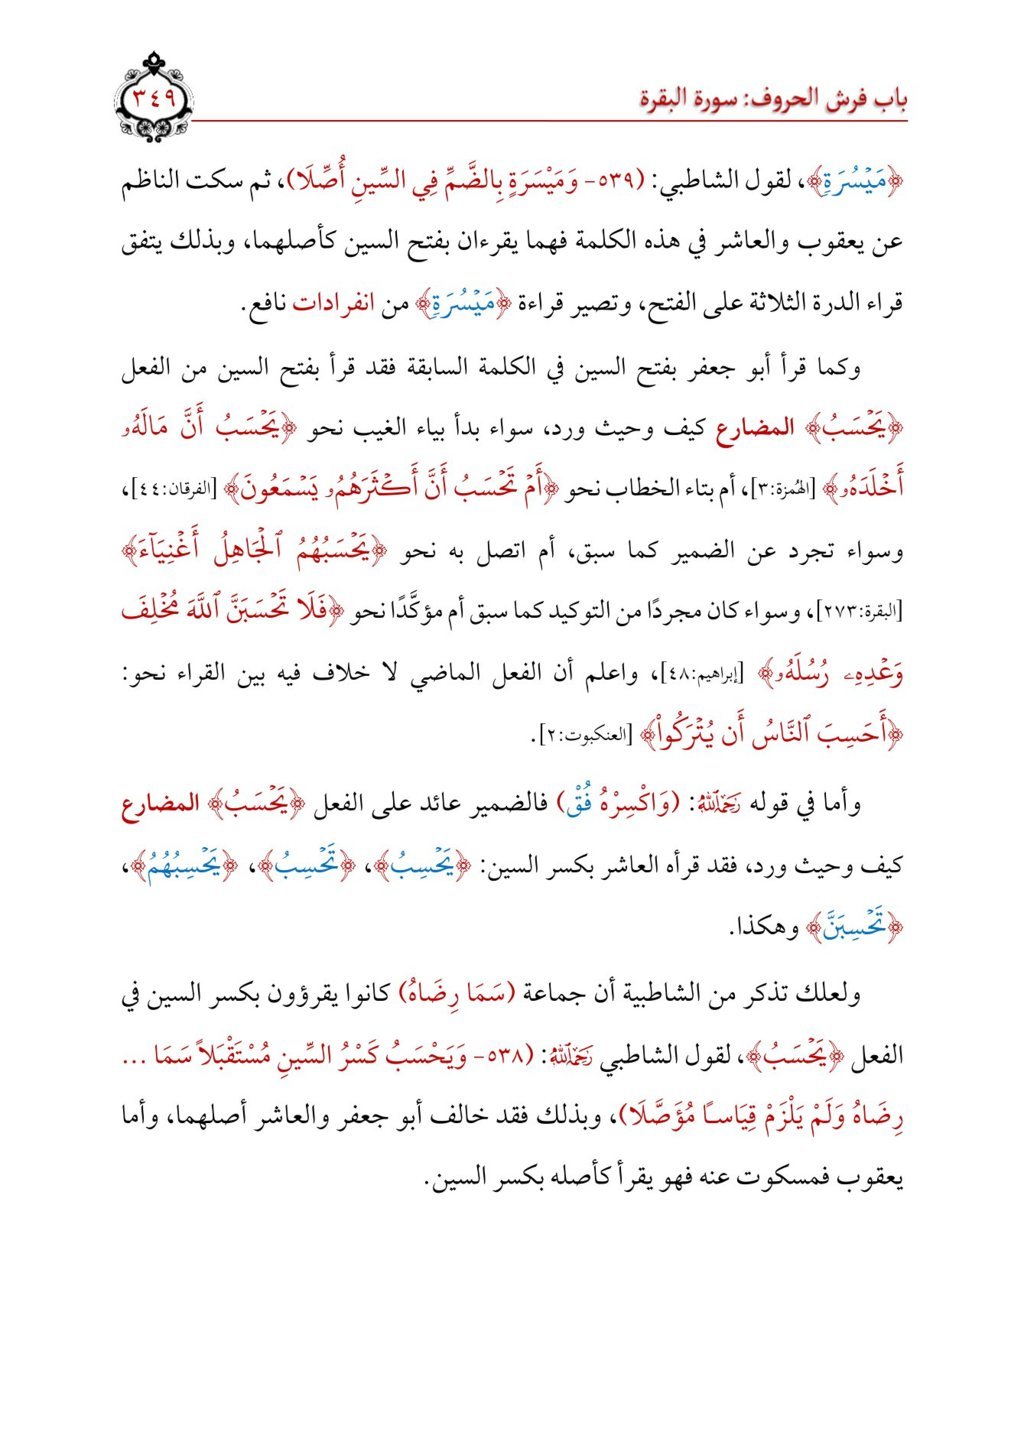 باب فرش الحروف: سورة البقرة
٣٤٩
﴿مَيۡسُرَةٖ﴾، لقول الشاطبي: (٥٣٩- وَمَيْسَرَةٍ بِالضَّمِّ فِي السِّينِ أُصِّلَا)، ثم سكت الناظم
عن يعقوب والعاشر في هذه الكلمة فهما يقرءان بفتح السين كأصلهما، وبذلك يتفق
قراء الدرة الثلاثة على الفتح، وتصير قراءة ﴿مَيۡسُرَةٖ﴾ من انفرادات نافع.
وكما قرأ أبو جعفر بفتح السين في الكلمة السابقة فقد قرأ بفتح السين من الفعل
﴿يَحۡسَبُ﴾ المضارع كيف وحيث ورد، سواء بدأ بياء الغيب نحو ﴿يَحۡسَبُ أَنَّ مَالَهُۥ
أَخۡلَدَهُۥ﴾ [الهُمزة:٣]، أم بتاء الخطاب نحو ﴿أَمۡ تَحۡسَبُ أَنَّ أَكۡثَرَهُمُۥ يَسۡمَعُونَ﴾ [الفرقان:٤٤]،
وسواء تجرد عن الضمير كما سبق، أم اتصل به نحو ﴿يَحۡسَبُهُمُ ٱلۡجَاهِلُ أَغۡنِيَآءَ﴾
[البقرة:٢٧٣]، وسواء كان مجردًا من التوكيد كما سبق أم مؤكَّدًا نحو ﴿فَلَا تَحۡسَبَنَّ ٱللَّهَ مُخۡلِفَ
وَعۡدِهِۦ رُسُلَهُۥ﴾ [إبراهيم:٤٨]، واعلم أن الفعل الماضي لا خلاف فيه بين القراء نحو:
﴿أَحَسِبَ ٱلنَّاسُ أَن يُتۡرَكُوٓاْ﴾ [العنكبوت:٢].
وأما في قوله رَحِمَهُ ٱللَّهُ: (وَاكْسِرْهُ فُقْ) فالضمير عائد على الفعل ﴿يَحۡسَبُ﴾ المضارع
كيف وحيث ورد، فقد قرأه العاشر بكسر السين: ﴿يَحۡسِبُ﴾، ﴿تَحۡسِبُ﴾، ﴿يَحۡسِبُهُمُ﴾،
﴿تَحۡسِبَنَّ﴾ وهكذا.
ولعلك تذكر من الشاطبية أن جماعة (سَمَا رِضَاهُ) كانوا يقرؤون بكسر السين في
الفعل ﴿يَحۡسَبُ﴾، لقول الشاطبي رَحِمَهُ ٱللَّهُ: (٥٣٨- وَيَحْسَبُ كَسْرُ السِّينِ مُسْتَقْبَلاً سَمَا ...
رِضَاهُ وَلَمْ يَلْزَمْ قِيَاسًا مُؤَصَّلَا)، وبذلك فقد خالف أبو جعفر والعاشر أصلهما، وأما
يعقوب فمسكوت عنه فهو يقرأ كأصله بكسر السين.